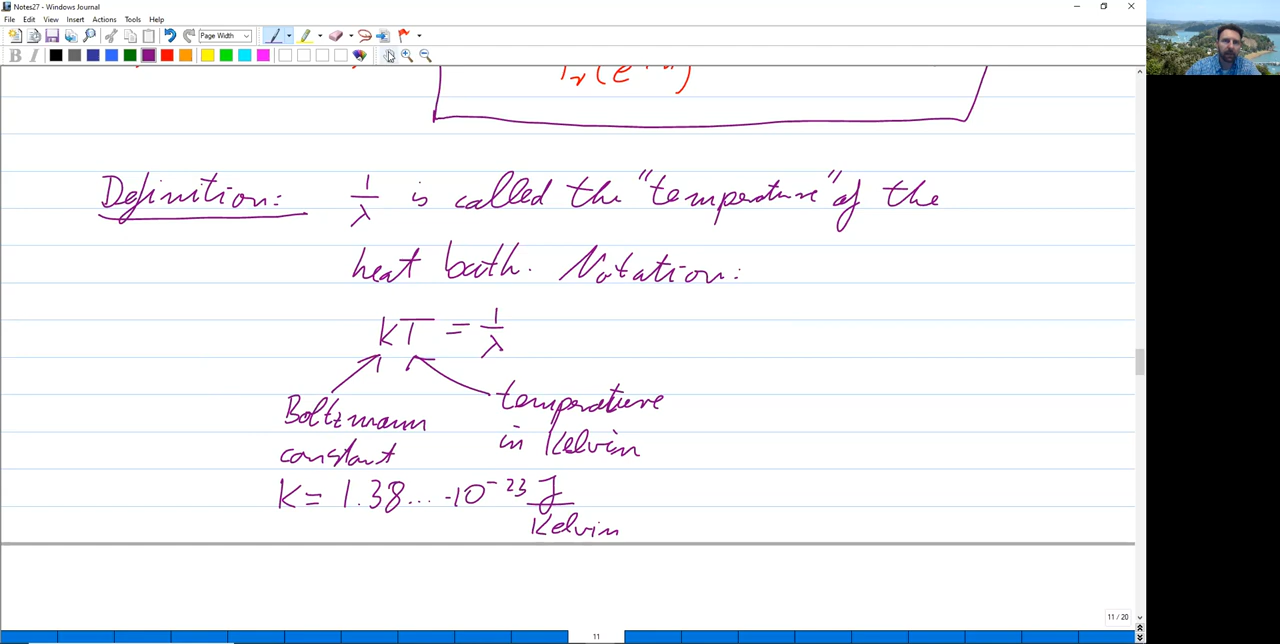 Notes27 - Windows Journal
File Edit View Insert Actions Tools Help
Page Width
B I
Tr(e
Definition: 1/λ is called the "temperature" of the
heat bath. Notation:
kT = 1/λ
Boltzmann constant
temperature in Kelvin
K = 1.38... · 10^-23 J/Kelvin
11 / 20
11